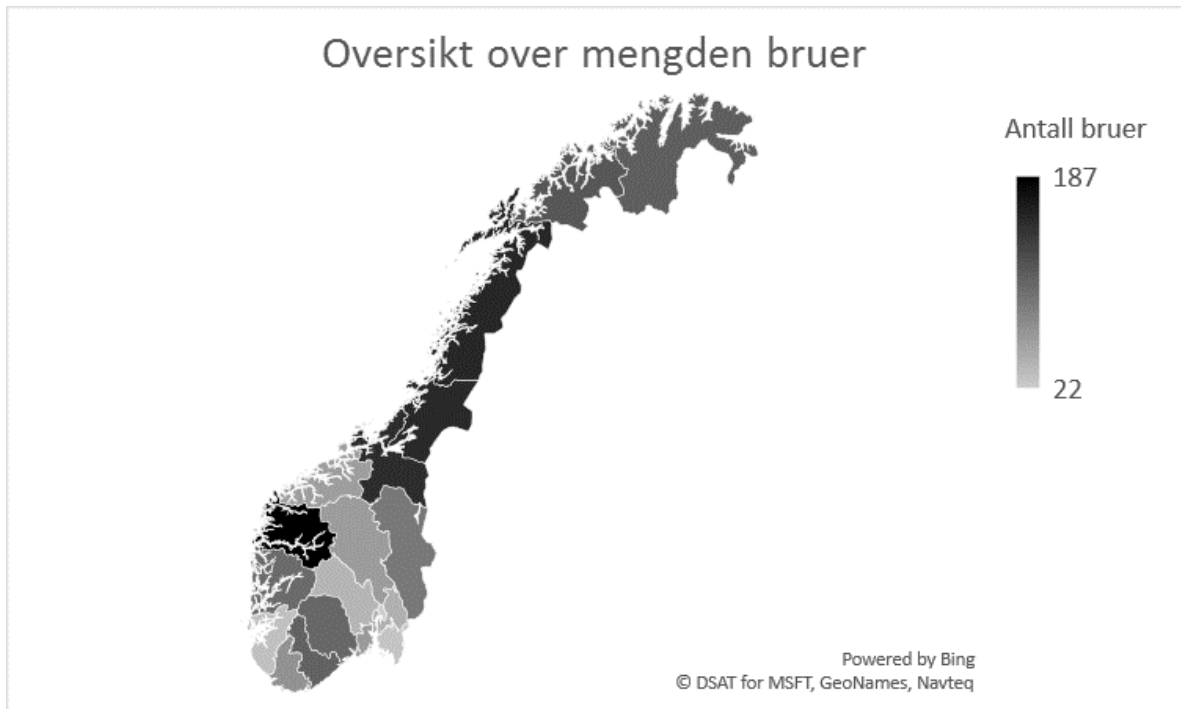 Oversikt over mengden bruer
Antall bruer
187
22
Powered by Bing
© DSAT for MSFT, GeoNames, Navteq